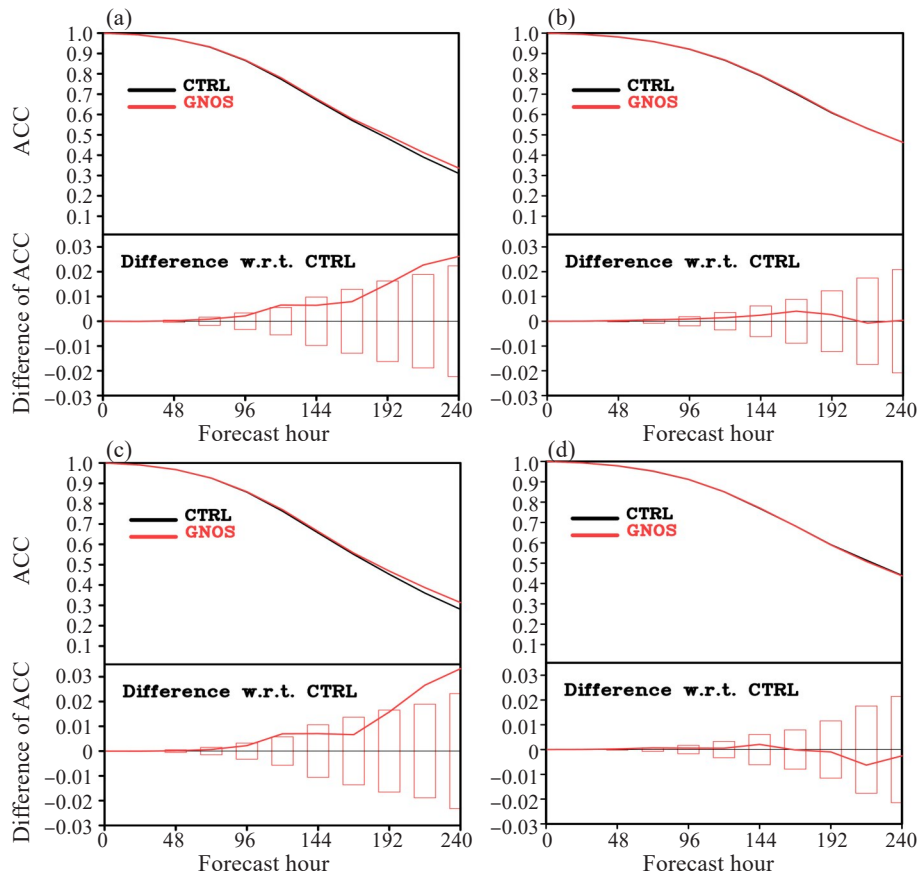 (a)
ACC
1.0
0.9
0.8
0.7
0.6
0.5
0.4
0.3
0.2
0.1
CTRL
GNOS
Difference of ACC
0.03
0.02
0.01
0
−0.01
−0.02
−0.03
Difference w.r.t. CTRL
0 48 96 144 192 240
Forecast hour
(b)
1.0
0.9
0.8
0.7
0.6
0.5
0.4
0.3
0.2
0.1
CTRL
GNOS
0.03
0.02
0.01
0
−0.01
−0.02
−0.03
Difference w.r.t. CTRL
0 48 96 144 192 240
Forecast hour
(c)
ACC
1.0
0.9
0.8
0.7
0.6
0.5
0.4
0.3
0.2
0.1
CTRL
GNOS
Difference of ACC
0.03
0.02
0.01
0
−0.01
−0.02
−0.03
Difference w.r.t. CTRL
0 48 96 144 192 240
Forecast hour
(d)
1.0
0.9
0.8
0.7
0.6
0.5
0.4
0.3
0.2
0.1
CTRL
GNOS
0.03
0.02
0.01
0
−0.01
−0.02
−0.03
Difference w.r.t. CTRL
0 48 96 144 192 240
Forecast hour